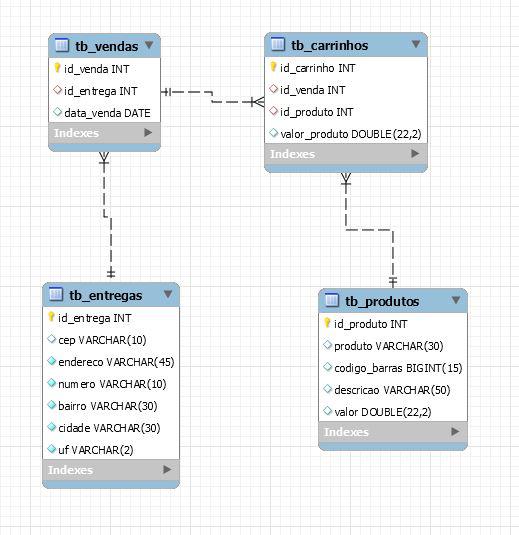 tb_vendas
id_venda INT
id_entrega INT
data_venda DATE
Indexes
tb_carrinhos
id_carrinho INT
id_venda INT
id_produto INT
valor_produto DOUBLE(22,2)
Indexes
tb_entregas
id_entrega INT
cep VARCHAR(10)
endereco VARCHAR(45)
numero VARCHAR(10)
bairro VARCHAR(30)
cidade VARCHAR(30)
uf VARCHAR(2)
Indexes
tb_produtos
id_produto INT
produto VARCHAR(30)
codigo_barras BIGINT(15)
descricao VARCHAR(50)
valor DOUBLE(22,2)
Indexes